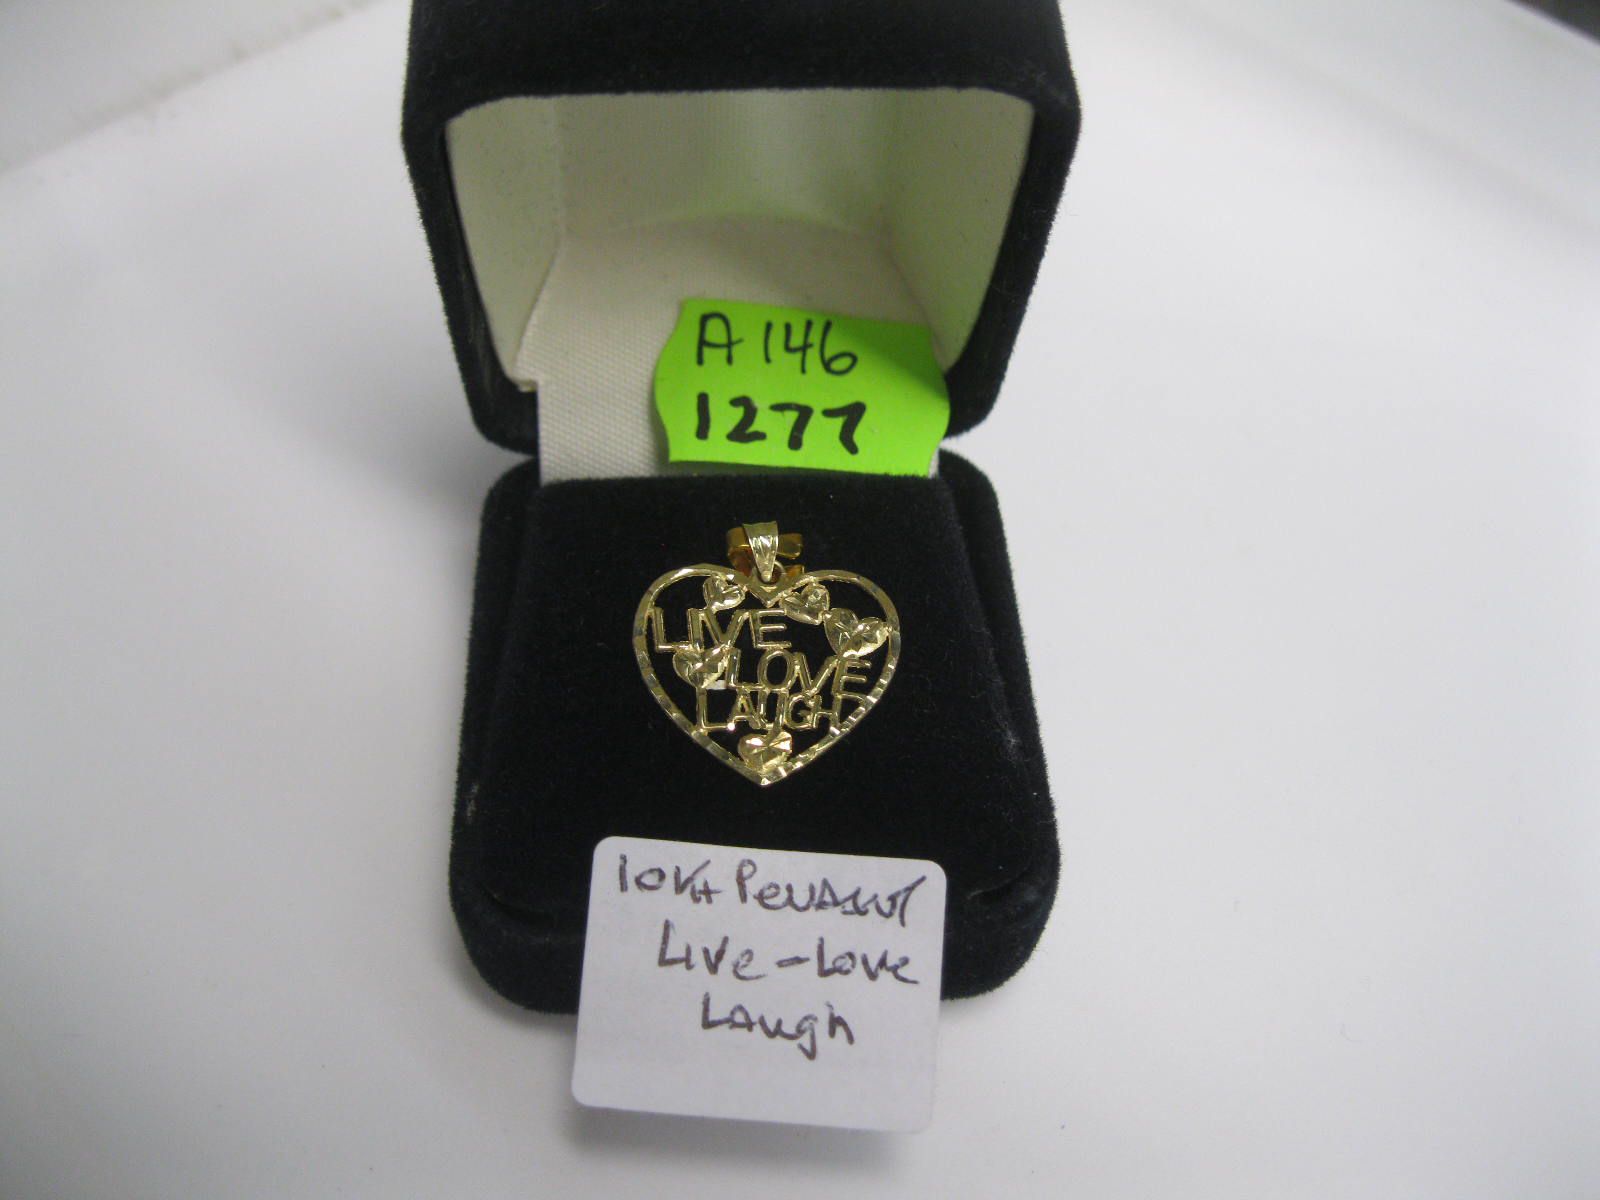 A146
1277
LIVE
LOVE
LAUGH
10Kt Pendant
Live - Love
Laugh